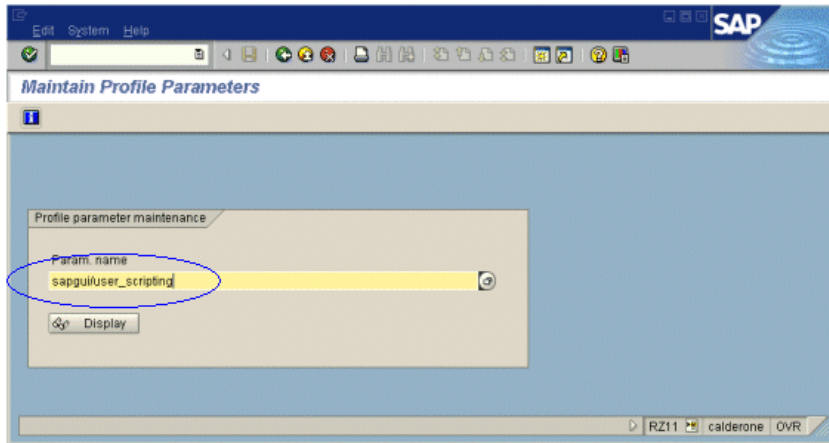 Edit System Help
SAP
Maintain Profile Parameters
Profile parameter maintenance
Param. name
sapgui/user_scripting
Display
RZ11 calderone OVR